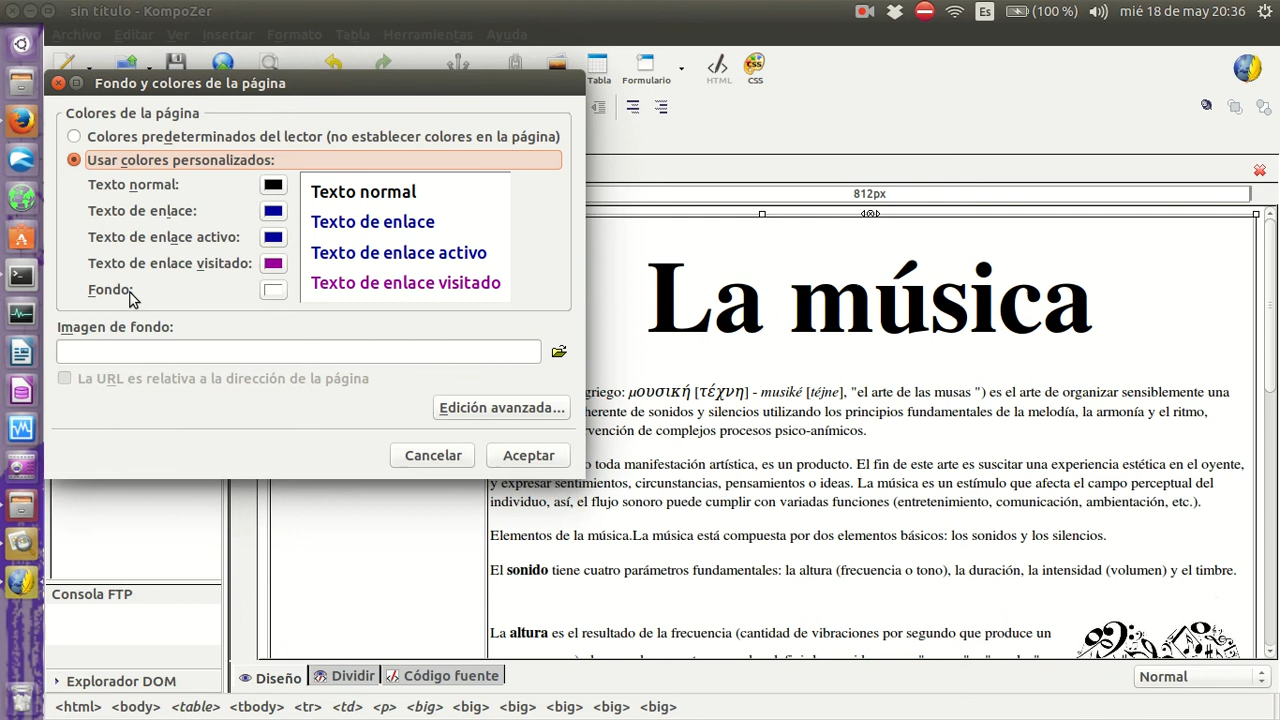 sin título - KompoZer
Es (100 %) mié 18 de may 20:36
Archivo Editar Ver Insertar Formato Tabla Herramientas Ayuda
Fondo y colores de la página
Colores de la página
Colores predeterminados del lector (no establecer colores en la página)
Usar colores personalizados:
Texto normal:
Texto de enlace:
Texto de enlace activo:
Texto de enlace visitado:
Fondo:
Texto normal
Texto de enlace
Texto de enlace activo
Texto de enlace visitado
Imagen de fondo:
La URL es relativa a la dirección de la página
Edición avanzada...
Cancelar Aceptar
Tabla Formulario HTML CSS
812px
La música
griego: μουσική [τέχνη] - musiké [téjne], "el arte de las musas ") es el arte de organizar sensiblemente una
herente de sonidos y silencios utilizando los principios fundamentales de la melodía, la armonía y el ritmo,
rvención de complejos procesos psico-anímicos.
o toda manifestación artística, es un producto. El fin de este arte es suscitar una experiencia estética en el oyente,
y expresar sentimientos, circunstancias, pensamientos o ideas. La música es un estímulo que afecta el campo perceptual del
individuo, así, el flujo sonoro puede cumplir con variadas funciones (entretenimiento, comunicación, ambientación, etc.).
Elementos de la música.La música está compuesta por dos elementos básicos: los sonidos y los silencios.
El sonido tiene cuatro parámetros fundamentales: la altura (frecuencia o tono), la duración, la intensidad (volumen) y el timbre.
La altura es el resultado de la frecuencia (cantidad de vibraciones por segundo que produce un
Consola FTP
Explorador DOM
Diseño Dividir Código fuente
Normal
<html> <body> <table> <tbody> <tr> <td> <p> <big> <big> <big> <big> <big>